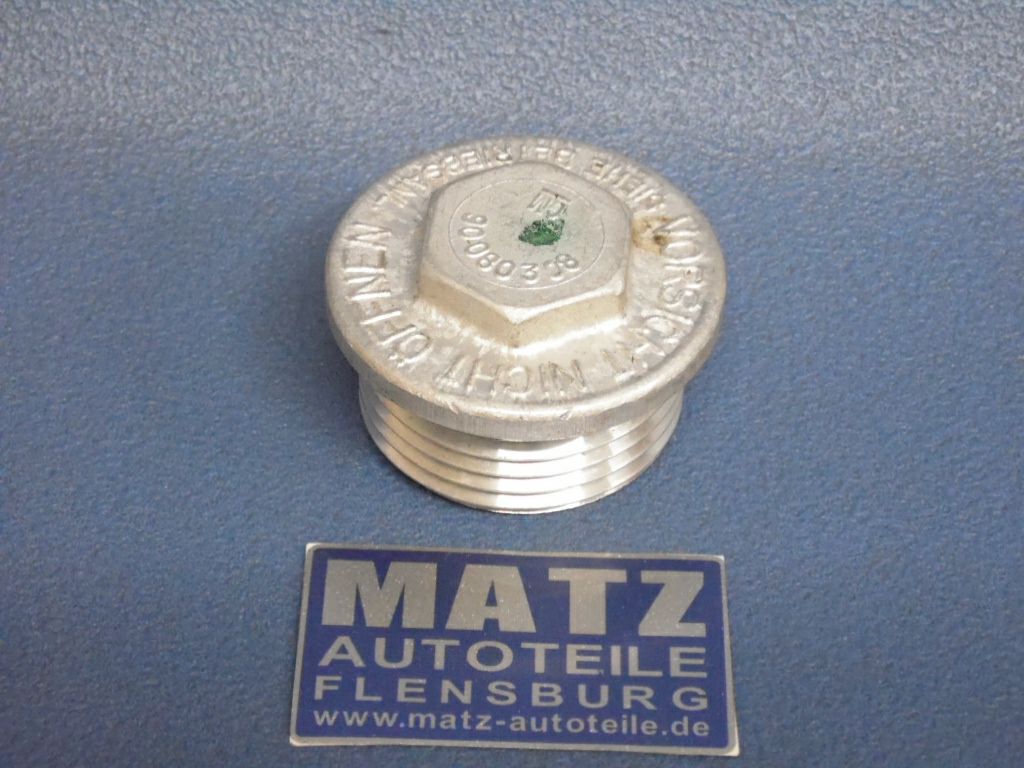 VORSICHT NICHT ÖFFNEN
SIEHE BETRIEBSANL.
90080308
MATZ
AUTOTEILE
FLENSBURG
www.matz-autoteile.de